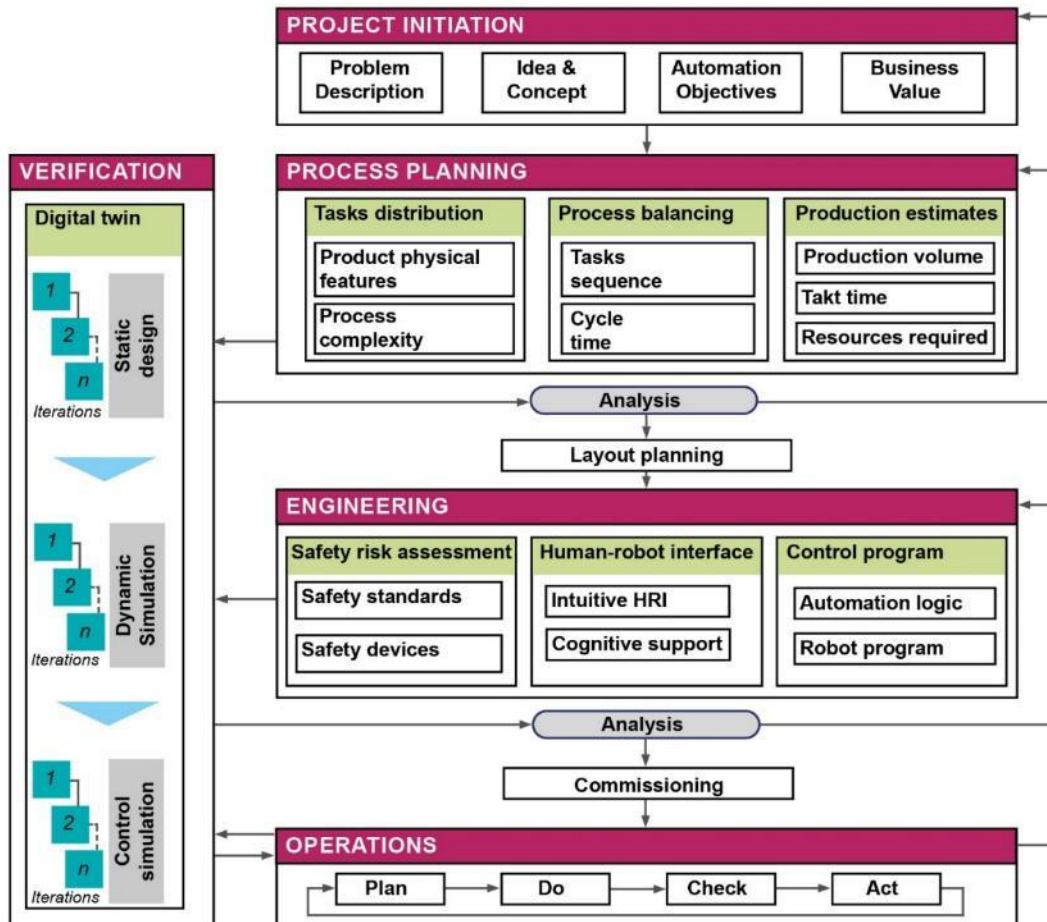 PROJECT INITIATION
Problem
Description
Idea &
Concept
Automation
Objectives
Business
Value
VERIFICATION
Digital twin
1
2
n
Iterations
Static
design
1
2
n
Iterations
Dynamic
Simulation
1
2
n
Iterations
Control
simulation
PROCESS PLANNING
Tasks distribution
Product physical
features
Process
complexity
Process balancing
Tasks
sequence
Cycle
time
Production estimates
Production volume
Takt time
Resources required
Analysis
Layout planning
ENGINEERING
Safety risk assessment
Safety standards
Safety devices
Human-robot interface
Intuitive HRI
Cognitive support
Control program
Automation logic
Robot program
Analysis
Commissioning
OPERATIONS
Plan
Do
Check
Act